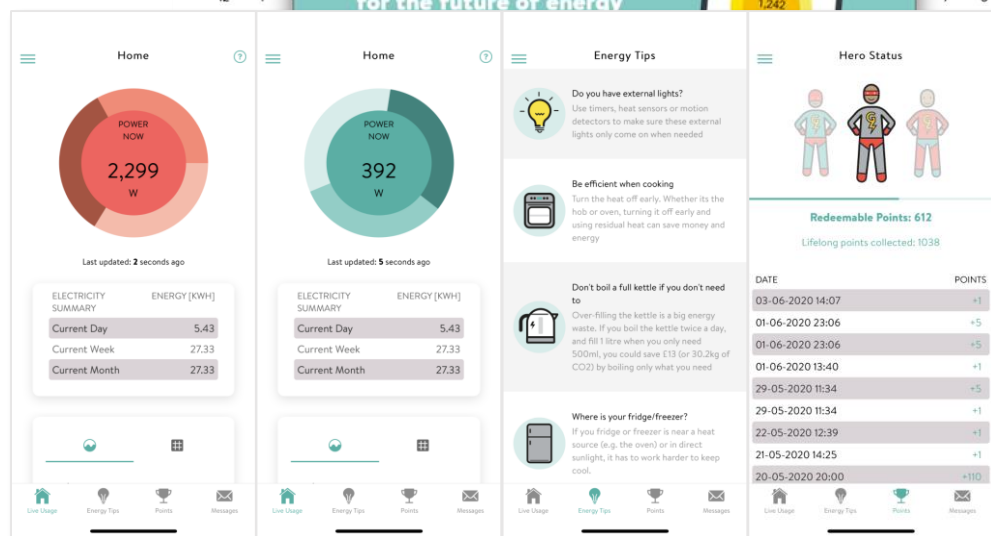 for the future of energy
1,242
Home
?
POWER
NOW
2,299
W
Last updated: 2 seconds ago
ELECTRICITY ENERGY [KWH]
SUMMARY
Current Day 5.43
Current Week 27.33
Current Month 27.33
Live Usage Energy Tips Points Messages
Home
?
POWER
NOW
392
W
Last updated: 5 seconds ago
ELECTRICITY ENERGY [KWH]
SUMMARY
Current Day 5.43
Current Week 27.33
Current Month 27.33
Live Usage Energy Tips Points Messages
Energy Tips
Do you have external lights?
Use timers, heat sensors or motion
detectors to make sure these external
lights only come on when needed
Be efficient when cooking
Turn the heat off early. Whether its the
hob or oven, turning it off early and
using residual heat can save money and
energy
Don't boil a full kettle if you don't need
to
Over-filling the kettle is a big energy
waste. If you boil the kettle twice a day,
and fill 1 litre when you only need
500ml, you could save £13 (or 30.2kg of
CO2) by boiling only what you need
Where is your fridge/freezer?
If you fridge or freezer is near a heat
source (e.g. the oven) or in direct
sunlight, it has to work harder to keep
cool.
Live Usage Energy Tips Points Messages
Hero Status
Redeemable Points: 612
Lifelong points collected: 1038
DATE POINTS
03-06-2020 14:07 +1
01-06-2020 23:06 +5
01-06-2020 23:06 +5
01-06-2020 13:40 +1
29-05-2020 11:34 +5
29-05-2020 11:34 +1
22-05-2020 12:39 +1
21-05-2020 14:25 +1
20-05-2020 20:00 +110
Live Usage Energy Tips Points Messages